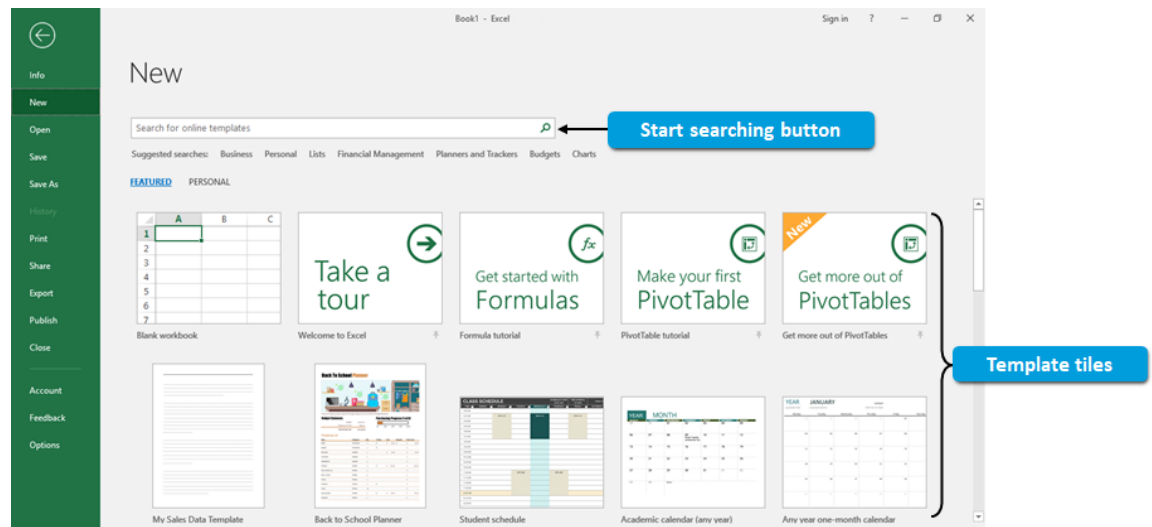 Book1 - Excel
Sign in ?
Info
New
Open
Save
Save As
History
Print
Share
Export
Publish
Close
Account
Feedback
Options
New
Search for online templates
Start searching button
Suggested searches: Business Personal Lists Financial Management Planners and Trackers Budgets Charts
FEATURED PERSONAL
A B C
1
2
3
4
5
6
7
Blank workbook
Take a
tour
Welcome to Excel
fx
Get started with
Formulas
Formula tutorial
Make your first
PivotTable
PivotTable tutorial
New
Get more out of
PivotTables
Get more out of PivotTables
Template tiles
My Sales Data Template
Back To School Planner
Back to School Planner
CLASS SCHEDULE
Student schedule
YEAR MONTH
Academic calendar (any year)
YEAR JANUARY
Any year one-month calendar